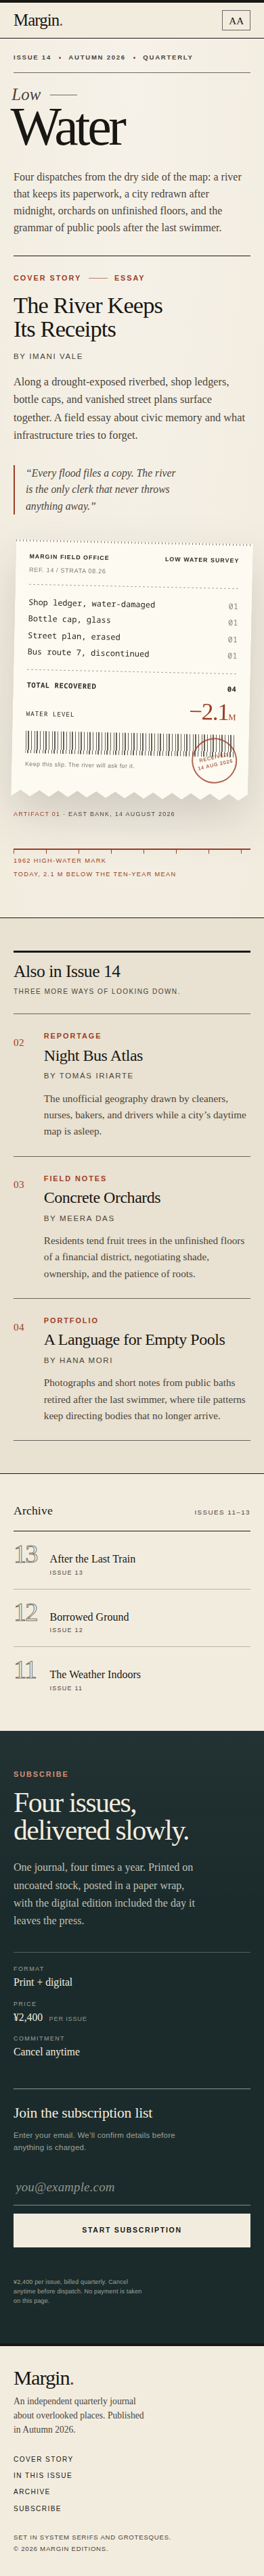 Margin.
AA
ISSUE 14 • AUTUMN 2026 • QUARTERLY
Low
Water
Four dispatches from the dry side of the map: a river
that keeps its paperwork, a city redrawn after
midnight, orchards on unfinished floors, and the
grammar of public pools after the last swimmer.
COVER STORY —— ESSAY
The River Keeps
Its Receipts
BY IMANI VALE
Along a drought-exposed riverbed, shop ledgers,
bottle caps, and vanished street plans surface
together. A field essay about civic memory and what
infrastructure tries to forget.
“Every flood files a copy. The river
is the only clerk that never throws
anything away.”
MARGIN FIELD OFFICE
LOW WATER SURVEY
REF. 14 / STRATA 08.26
Shop ledger, water-damaged 01
Bottle cap, glass 01
Street plan, erased 01
Bus route 7, discontinued 01
TOTAL RECOVERED 04
WATER LEVEL −2.1M
Keep this slip. The river will ask for it.
14 AUG 2026
ARTIFACT 01 · EAST BANK, 14 AUGUST 2026
1962 HIGH-WATER MARK
TODAY, 2.1 M BELOW THE TEN-YEAR MEAN
Also in Issue 14
THREE MORE WAYS OF LOOKING DOWN.
02
REPORTAGE
Night Bus Atlas
BY TOMÁS IRIARTE
The unofficial geography drawn by cleaners,
nurses, bakers, and drivers while a city’s daytime
map is asleep.
03
FIELD NOTES
Concrete Orchards
BY MEERA DAS
Residents tend fruit trees in the unfinished floors
of a financial district, negotiating shade,
ownership, and the patience of roots.
04
PORTFOLIO
A Language for Empty Pools
BY HANA MORI
Photographs and short notes from public baths
retired after the last swimmer, where tile patterns
keep directing bodies that no longer arrive.
Archive
ISSUES 11–13
13
After the Last Train
ISSUE 13
12
Borrowed Ground
ISSUE 12
11
The Weather Indoors
ISSUE 11
SUBSCRIBE
Four issues,
delivered slowly.
One journal, four times a year. Printed on
uncoated stock, posted in a paper wrap,
with the digital edition included the day it
leaves the press.
FORMAT
Print + digital
PRICE
¥2,400 PER ISSUE
COMMITMENT
Cancel anytime
Join the subscription list
Enter your email. We’ll confirm details before
anything is charged.
you@example.com
START SUBSCRIPTION
¥2,400 per issue, billed quarterly. Cancel
anytime before dispatch. No payment is taken
on this page.
Margin.
An independent quarterly journal
about overlooked places. Published
in Autumn 2026.
COVER STORY
IN THIS ISSUE
ARCHIVE
SUBSCRIBE
SET IN SYSTEM SERIFS AND GROTESQUES.
© 2026 MARGIN EDITIONS.